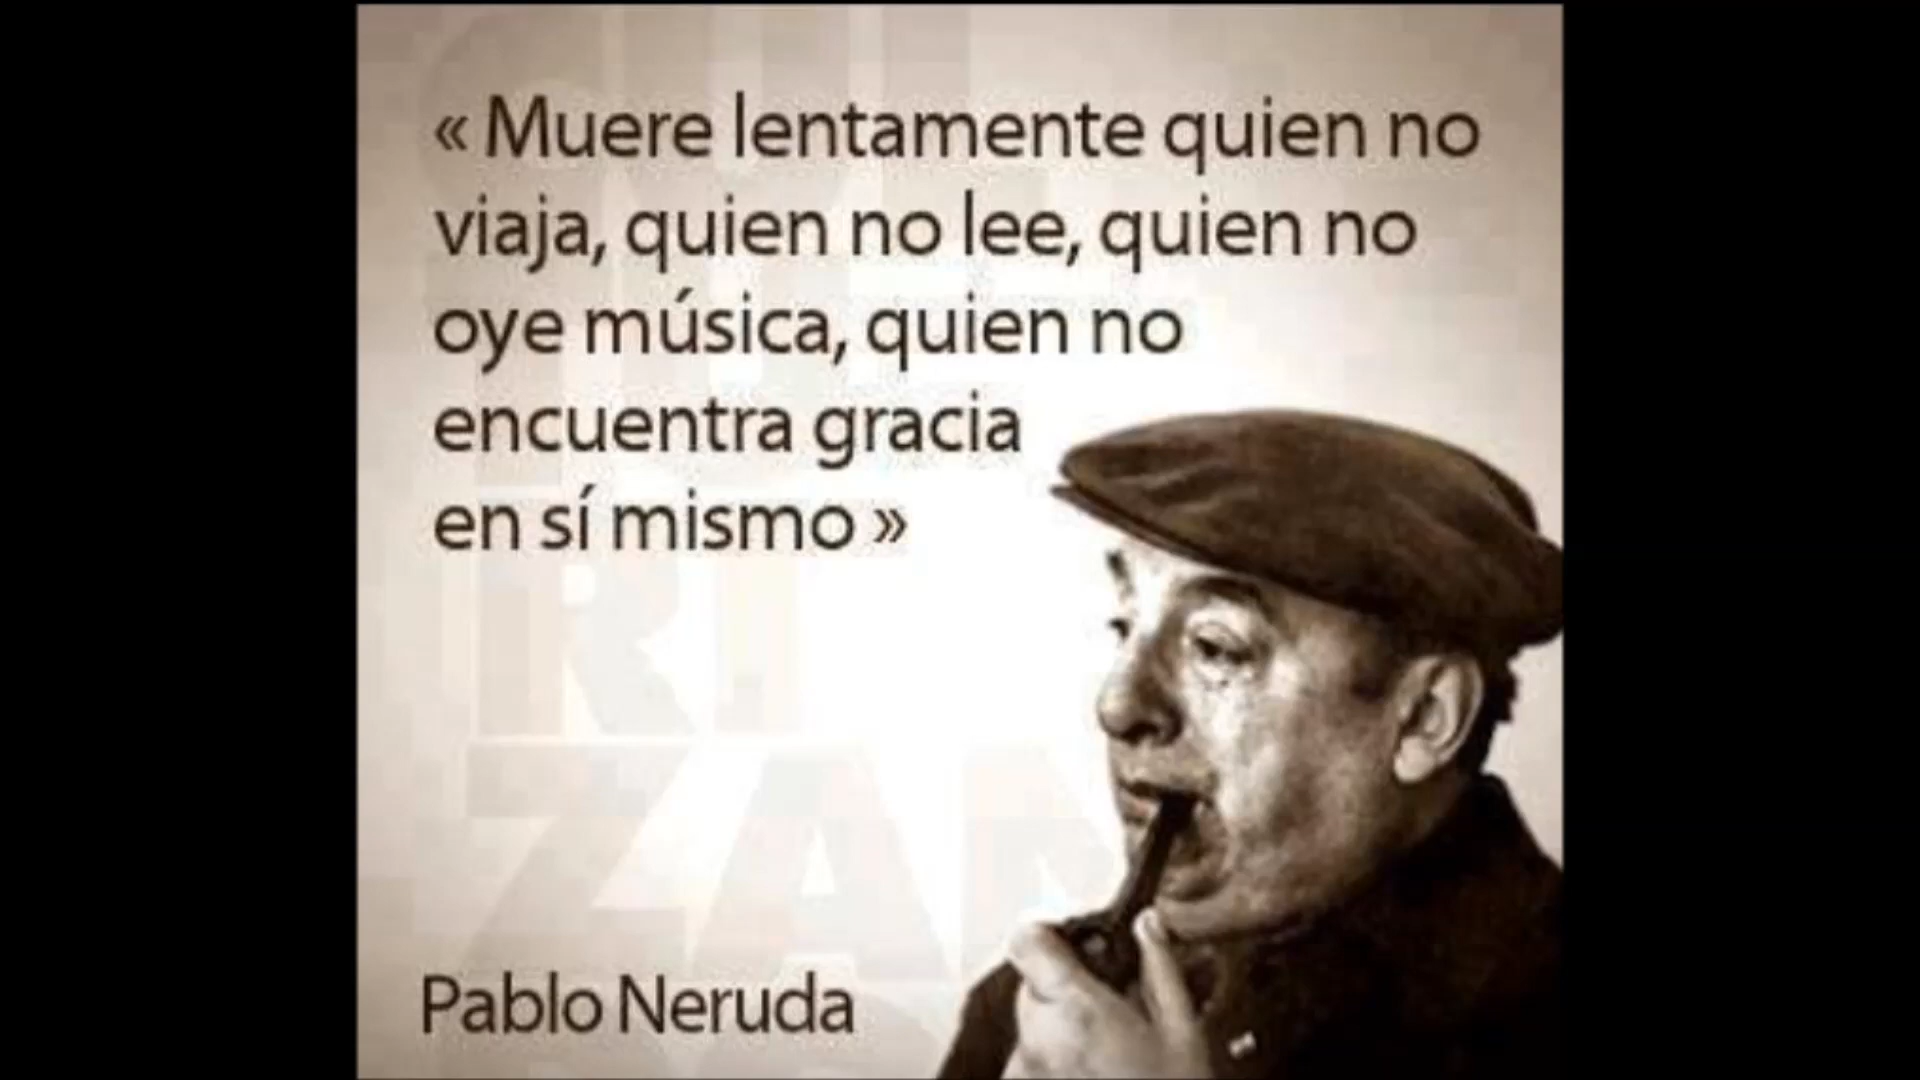 « Muere lentamente quien no
viaja, quien no lee, quien no
oye música, quien no
encuentra gracia
en sí mismo »
Pablo Neruda